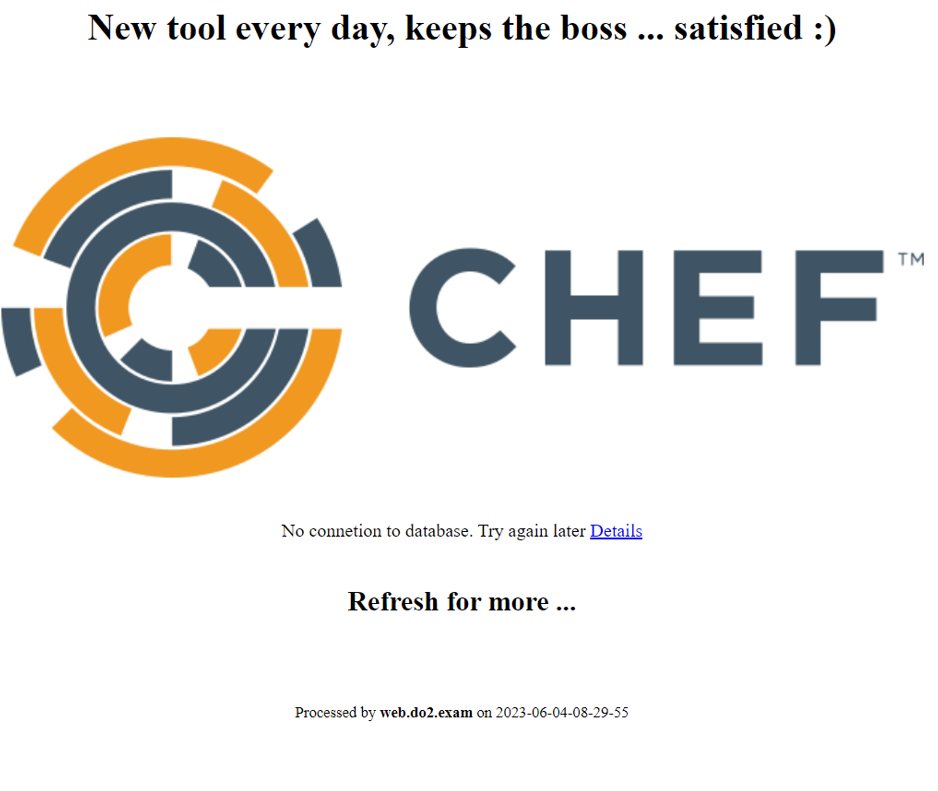 New tool every day, keeps the boss ... satisfied :)
CHEF™
No connetion to database. Try again later Details
Refresh for more ...
Processed by web.do2.exam on 2023-06-04-08-29-55